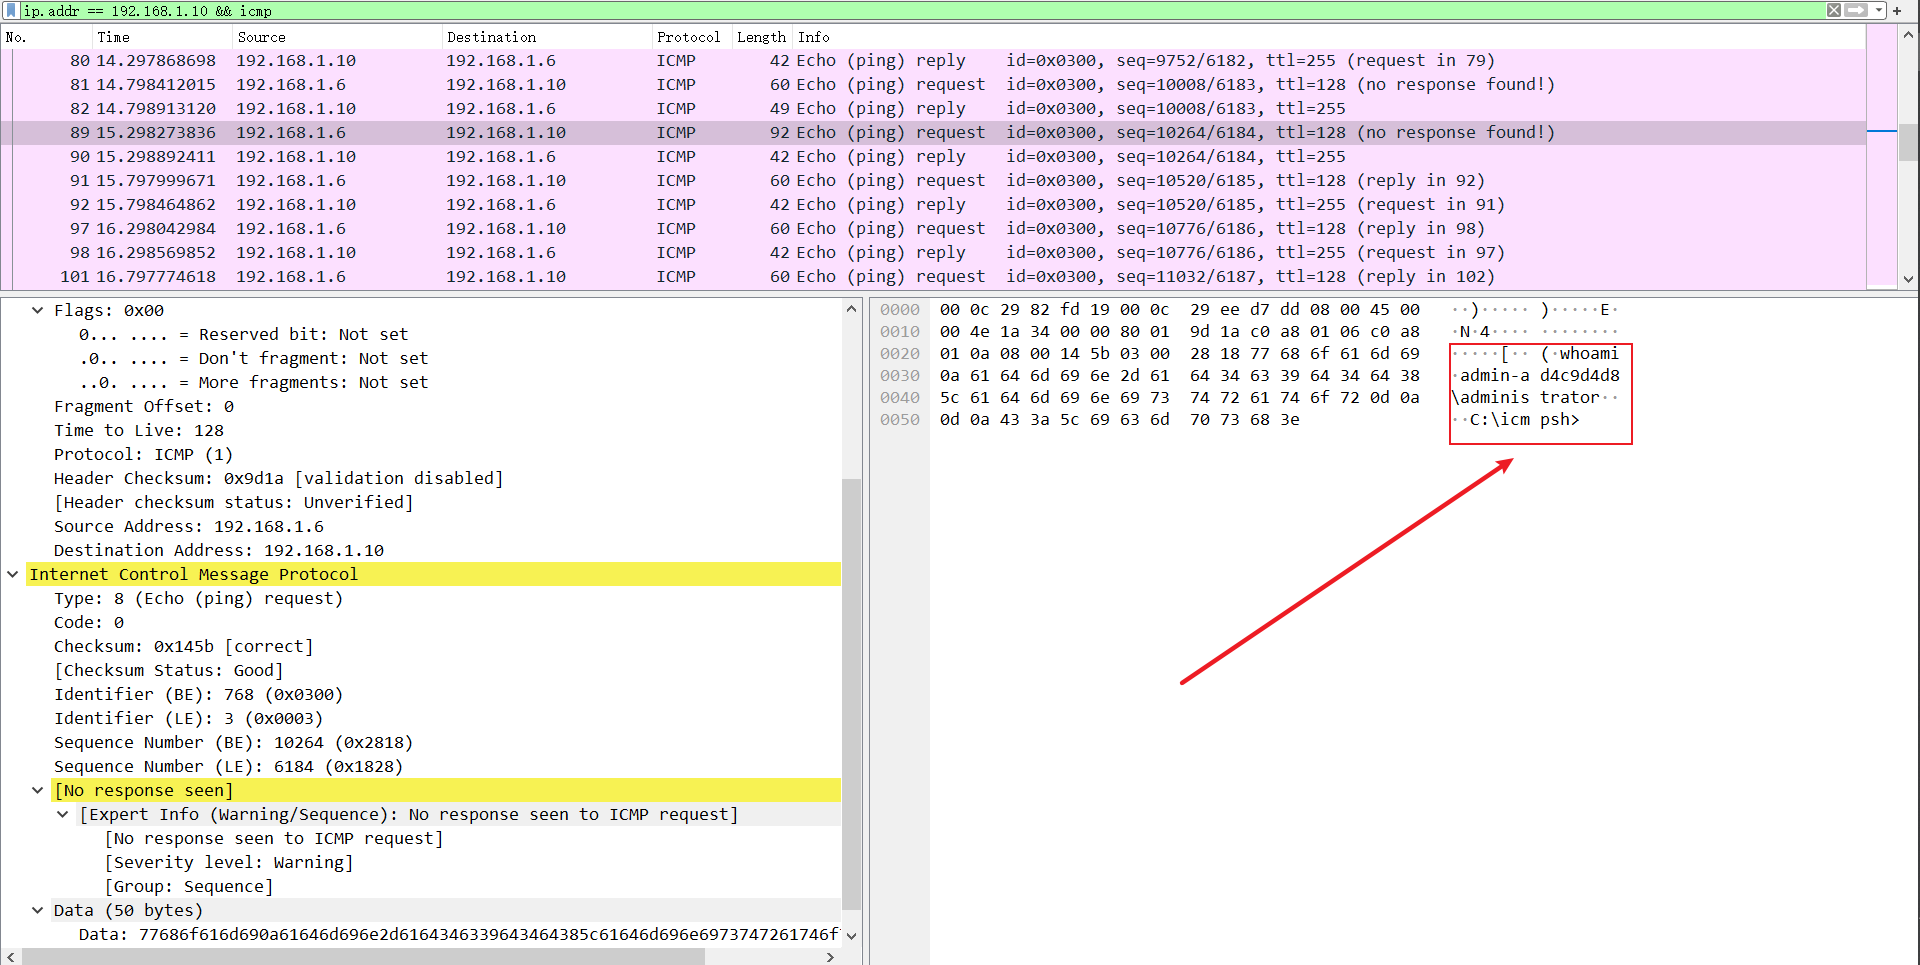 ip.addr == 192.168.1.10 && icmp
No. Time Source Destination Protocol Length Info
80 14.297868698 192.168.1.10 192.168.1.6 ICMP 42 Echo (ping) reply id=0x0300, seq=9752/6182, ttl=255 (request in 79)
81 14.798412015 192.168.1.6 192.168.1.10 ICMP 60 Echo (ping) request id=0x0300, seq=10008/6183, ttl=128 (no response found!)
82 14.798913120 192.168.1.10 192.168.1.6 ICMP 49 Echo (ping) reply id=0x0300, seq=10008/6183, ttl=255
89 15.298273836 192.168.1.6 192.168.1.10 ICMP 92 Echo (ping) request id=0x0300, seq=10264/6184, ttl=128 (no response found!)
90 15.298892411 192.168.1.10 192.168.1.6 ICMP 42 Echo (ping) reply id=0x0300, seq=10264/6184, ttl=255
91 15.797999671 192.168.1.6 192.168.1.10 ICMP 60 Echo (ping) request id=0x0300, seq=10520/6185, ttl=128 (reply in 92)
92 15.798464862 192.168.1.10 192.168.1.6 ICMP 42 Echo (ping) reply id=0x0300, seq=10520/6185, ttl=255 (request in 91)
97 16.298042984 192.168.1.6 192.168.1.10 ICMP 60 Echo (ping) request id=0x0300, seq=10776/6186, ttl=128 (reply in 98)
98 16.298569852 192.168.1.10 192.168.1.6 ICMP 42 Echo (ping) reply id=0x0300, seq=10776/6186, ttl=255 (request in 97)
101 16.797774618 192.168.1.6 192.168.1.10 ICMP 60 Echo (ping) request id=0x0300, seq=11032/6187, ttl=128 (reply in 102)
Flags: 0x00
0... .... = Reserved bit: Not set
.0.. .... = Don't fragment: Not set
..0. .... = More fragments: Not set
Fragment Offset: 0
Time to Live: 128
Protocol: ICMP (1)
Header Checksum: 0x9d1a [validation disabled]
[Header checksum status: Unverified]
Source Address: 192.168.1.6
Destination Address: 192.168.1.10
Internet Control Message Protocol
Type: 8 (Echo (ping) request)
Code: 0
Checksum: 0x145b [correct]
[Checksum Status: Good]
Identifier (BE): 768 (0x0300)
Identifier (LE): 3 (0x0003)
Sequence Number (BE): 10264 (0x2818)
Sequence Number (LE): 6184 (0x1828)
[No response seen]
[Expert Info (Warning/Sequence): No response seen to ICMP request]
[No response seen to ICMP request]
[Severity level: Warning]
[Group: Sequence]
Data (50 bytes)
Data: 77686f616d690a61646d696e2d6164346339643464385c61646d696e6973747261746f
0000 00 0c 29 82 fd 19 00 0c 29 ee d7 dd 08 00 45 00 ··)····· )·····E·
0010 00 4e 1a 34 00 00 80 01 9d 1a c0 a8 01 06 c0 a8 ·N·4···· ········
0020 01 0a 08 00 14 5b 03 00 28 18 77 68 6f 61 6d 69 ·····[·· (·whoami
0030 0a 61 64 6d 69 6e 2d 61 64 34 63 39 64 34 64 38 ·admin-a d4c9d4d8
0040 5c 61 64 6d 69 6e 69 73 74 72 61 74 6f 72 0d 0a \adminis trator··
0050 0d 0a 43 3a 5c 69 63 6d 70 73 68 3e ··C:\icm psh>